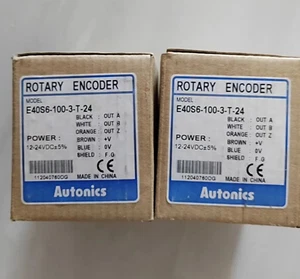 ROTARY ENCODER
MODEL
E40S6-100-3-T-24
BLACK : OUT A
WHITE : OUT B
ORANGE : OUT Z
POWER :
12-24VDC±5%
BROWN : +V
BLUE : 0V
SHIELD : F.G
CE
Autonics
MADE IN CHINA
ROTARY ENCODER
MODEL
E40S6-100-3-T-24
BLACK : OUT A
WHITE : OUT B
ORANGE : OUT Z
POWER :
12-24VDC±5%
BROWN : +V
BLUE : 0V
SHIELD : F.G
CE
Autonics
MADE IN CHINA